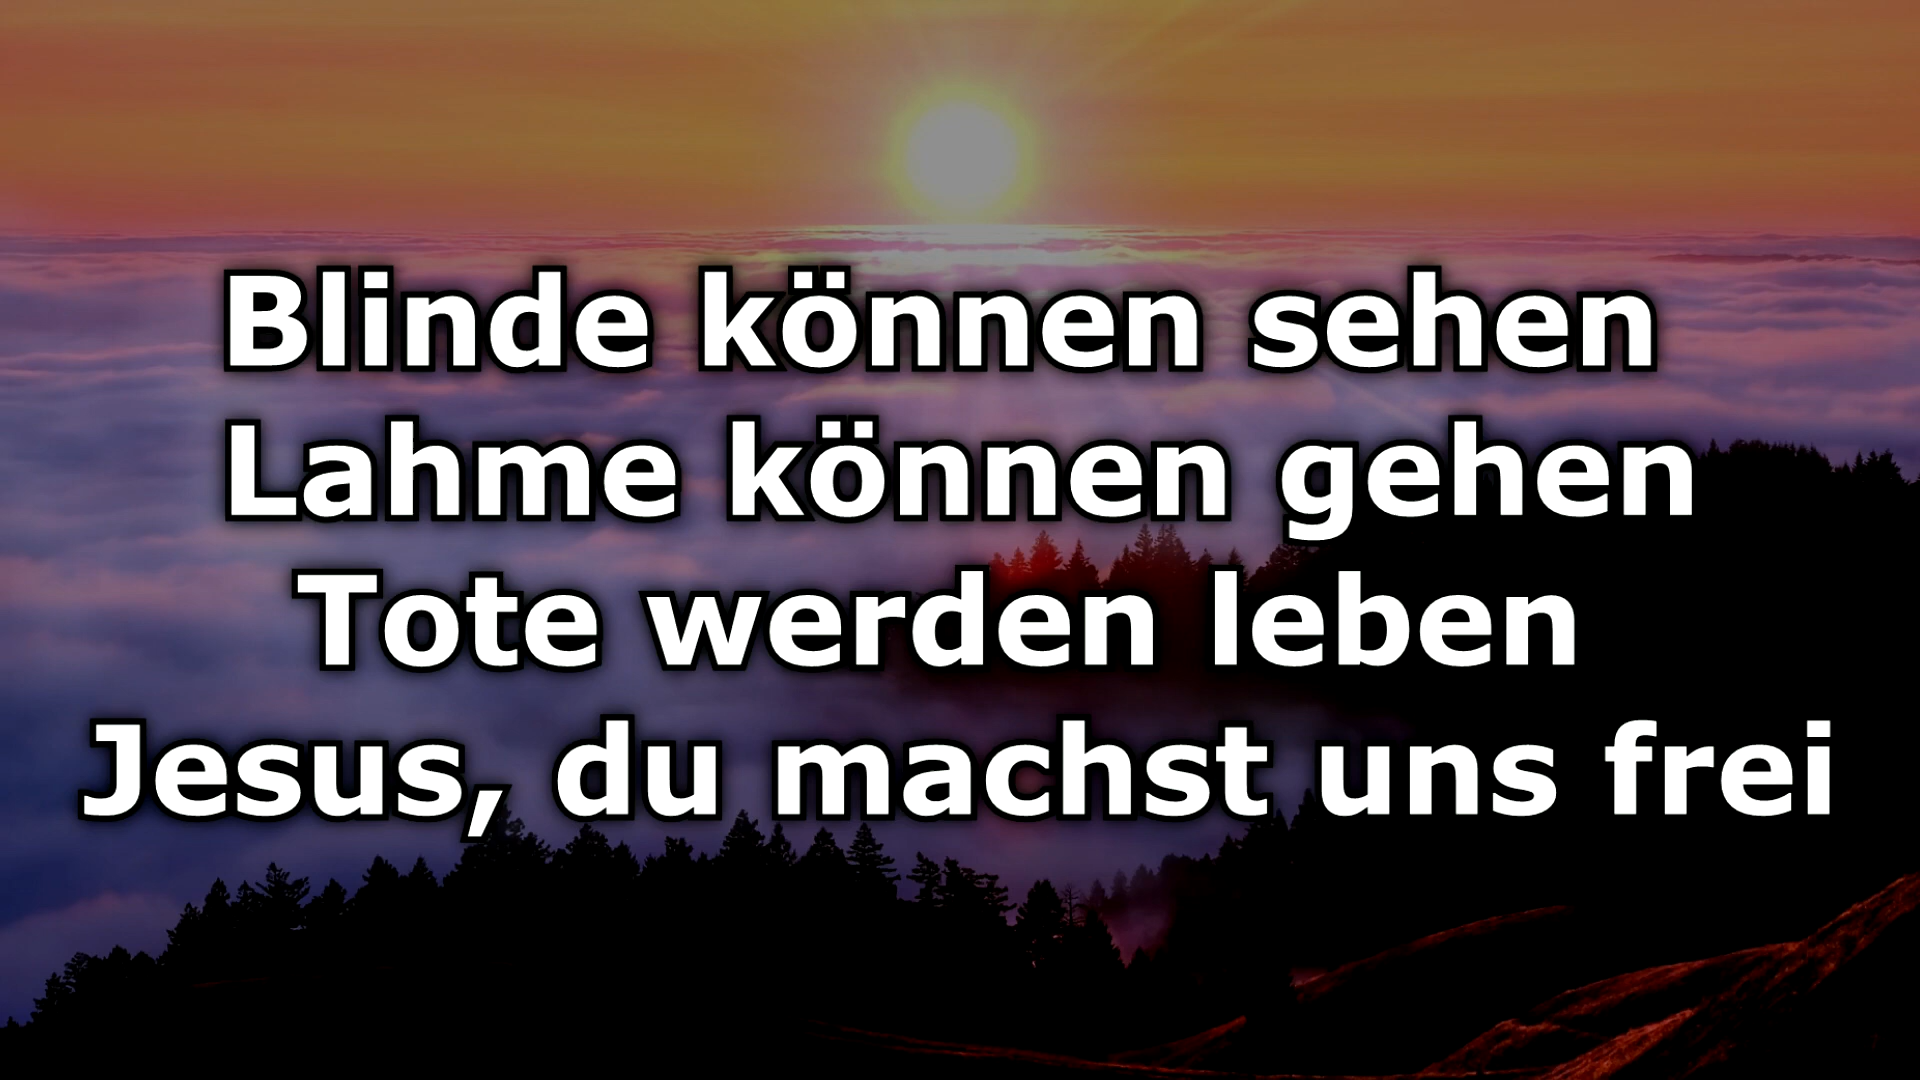 Blinde können sehen
Lahme können gehen
Tote werden leben
Jesus, du machst uns frei